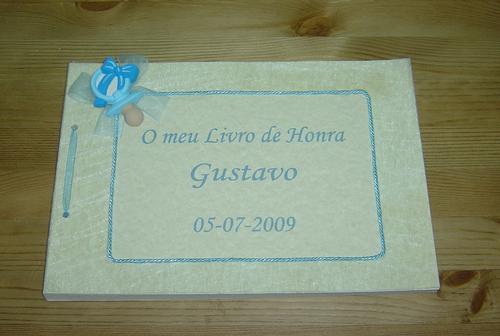 O meu Livro de Honra
Gustavo
05-07-2009